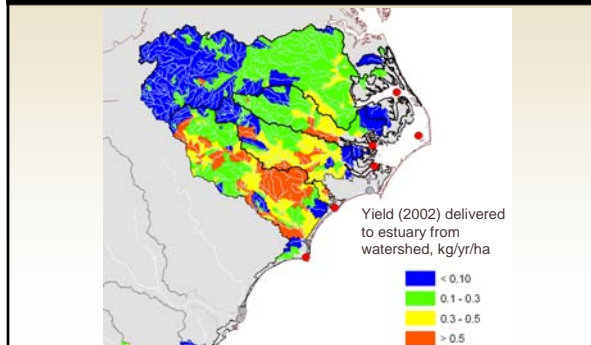 Yield (2002) delivered
to estuary from
watershed, kg/yr/ha
< 0.10
0.1 - 0.3
0.3 - 0.5
> 0.5